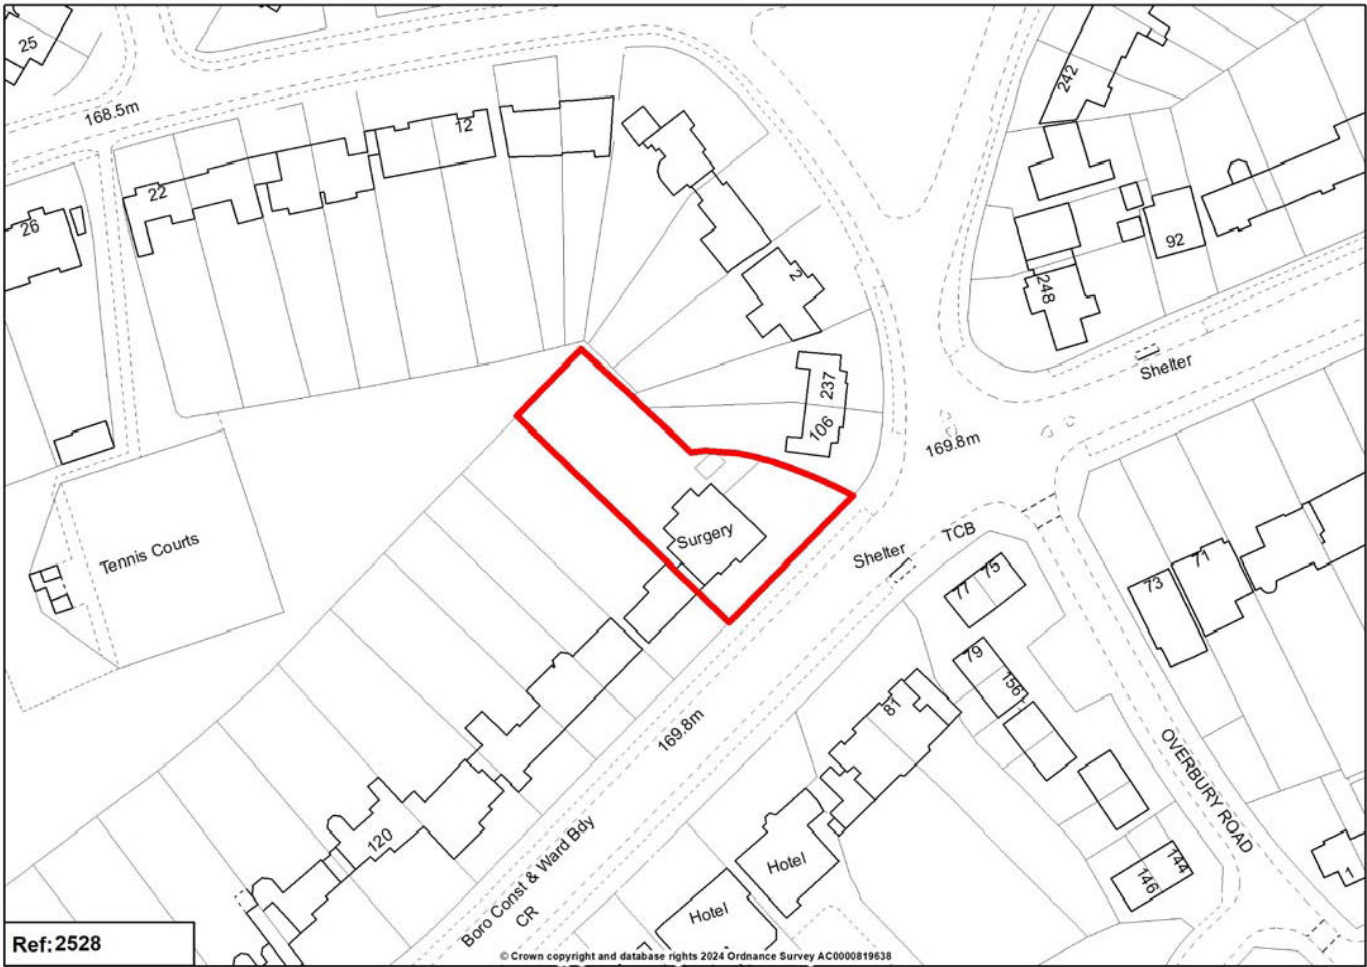 25
242
168.5m
12
22
26
92
2
248
Shelter
237
106
169.8m
Surgery
TCB
Shelter
Tennis Courts
71
73
75
77
79
156
81
169.8m
OVERBURY ROAD
120
Boro Const & Ward Bdy
CR
Hotel
144
146
1
Hotel
Ref:2528
© Crown copyright and database rights 2024 Ordnance Survey AC0000819638